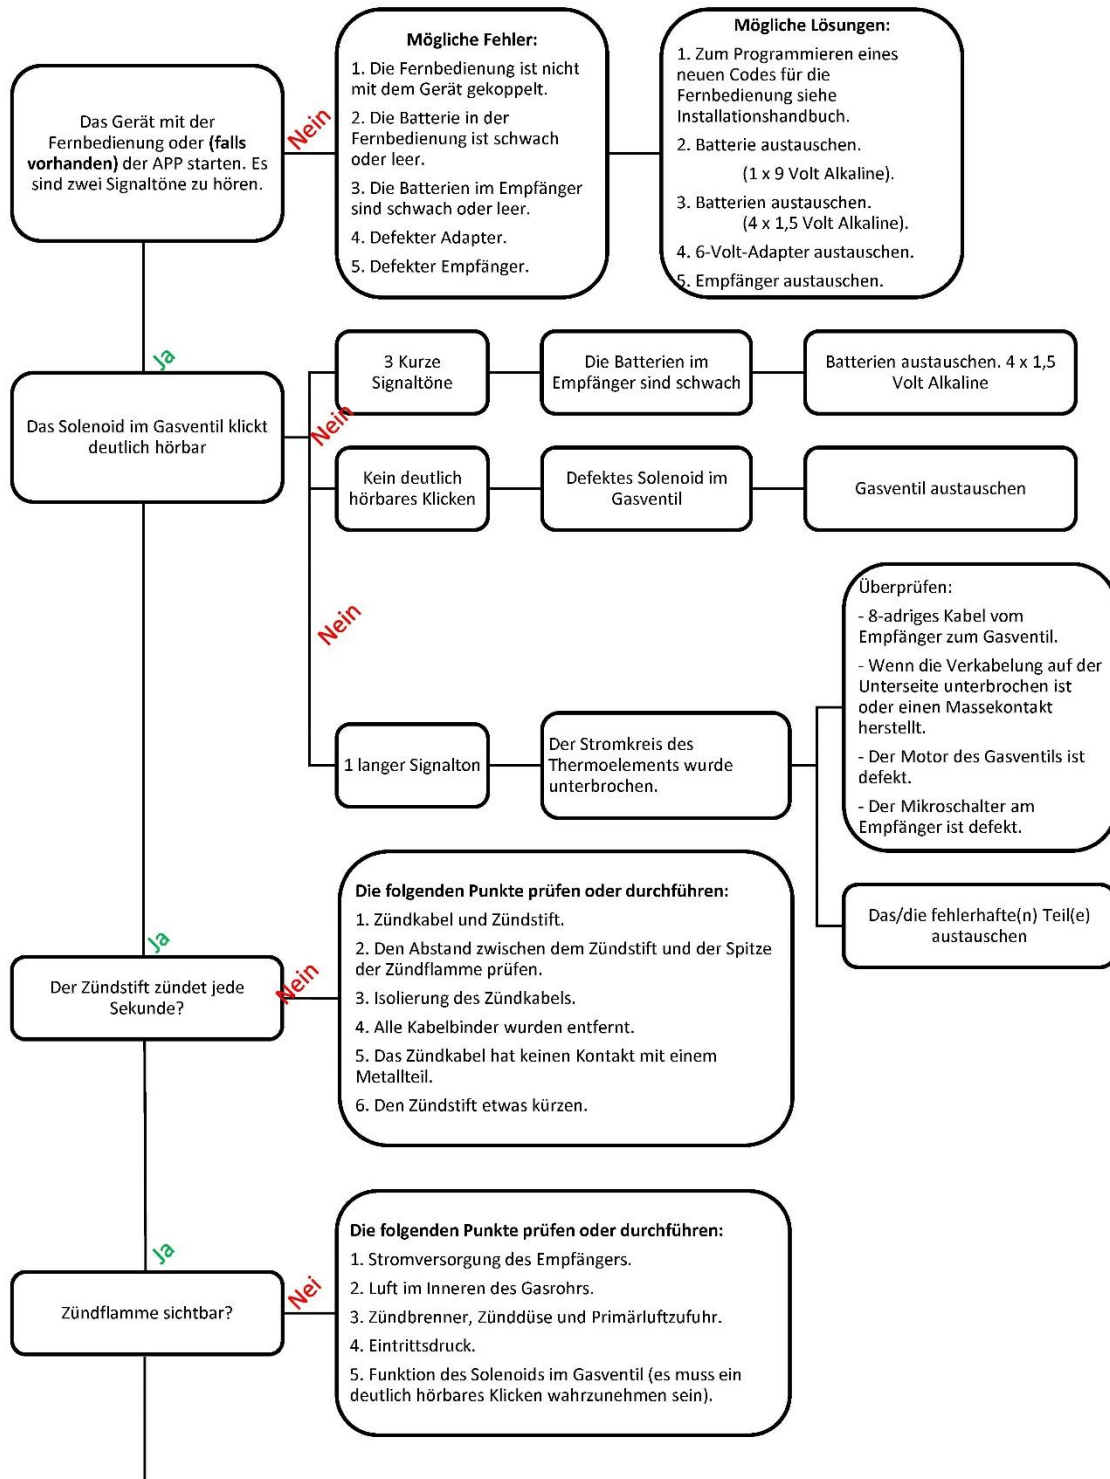 Das Gerät mit der
Fernbedienung oder (falls
vorhanden) der APP starten. Es
sind zwei Signaltöne zu hören.
Nein
Mögliche Fehler:
1. Die Fernbedienung ist nicht
mit dem Gerät gekoppelt.
2. Die Batterie in der
Fernbedienung ist schwach
oder leer.
3. Die Batterien im Empfänger
sind schwach oder leer.
4. Defekter Adapter.
5. Defekter Empfänger.
Mögliche Lösungen:
1. Zum Programmieren eines
neuen Codes für die
Fernbedienung siehe
Installationshandbuch.
2. Batterie austauschen.
(1 x 9 Volt Alkaline).
3. Batterien austauschen.
(4 x 1,5 Volt Alkaline).
4. 6-Volt-Adapter austauschen.
5. Empfänger austauschen.
Ja
Das Solenoid im Gasventil klickt
deutlich hörbar
Nein
3 Kurze
Signaltöne
Die Batterien im
Empfänger sind schwach
Batterien austauschen. 4 x 1,5
Volt Alkaline
Kein deutlich
hörbares Klicken
Defektes Solenoid im
Gasventil
Gasventil austauschen
Nein
1 langer Signalton
Der Stromkreis des
Thermoelements wurde
unterbrochen.
Überprüfen:
- 8-adriges Kabel vom
Empfänger zum Gasventil.
- Wenn die Verkabelung auf der
Unterseite unterbrochen ist
oder einen Massekontakt
herstellt.
- Der Motor des Gasventils ist
defekt.
- Der Mikroschalter am
Empfänger ist defekt.
Das/die fehlerhafte(n) Teil(e)
austauschen
Ja
Der Zündstift zündet jede
Sekunde?
Nein
Die folgenden Punkte prüfen oder durchführen:
1. Zündkabel und Zündstift.
2. Den Abstand zwischen dem Zündstift und der Spitze
der Zündflamme prüfen.
3. Isolierung des Zündkabels.
4. Alle Kabelbinder wurden entfernt.
5. Das Zündkabel hat keinen Kontakt mit einem
Metallteil.
6. Den Zündstift etwas kürzen.
Ja
Zündflamme sichtbar?
Nei
Die folgenden Punkte prüfen oder durchführen:
1. Stromversorgung des Empfängers.
2. Luft im Inneren des Gasrohrs.
3. Zündbrenner, Zünddüse und Primärluftzufuhr.
4. Eintrittsdruck.
5. Funktion des Solenoids im Gasventil (es muss ein
deutlich hörbares Klicken wahrzunehmen sein).